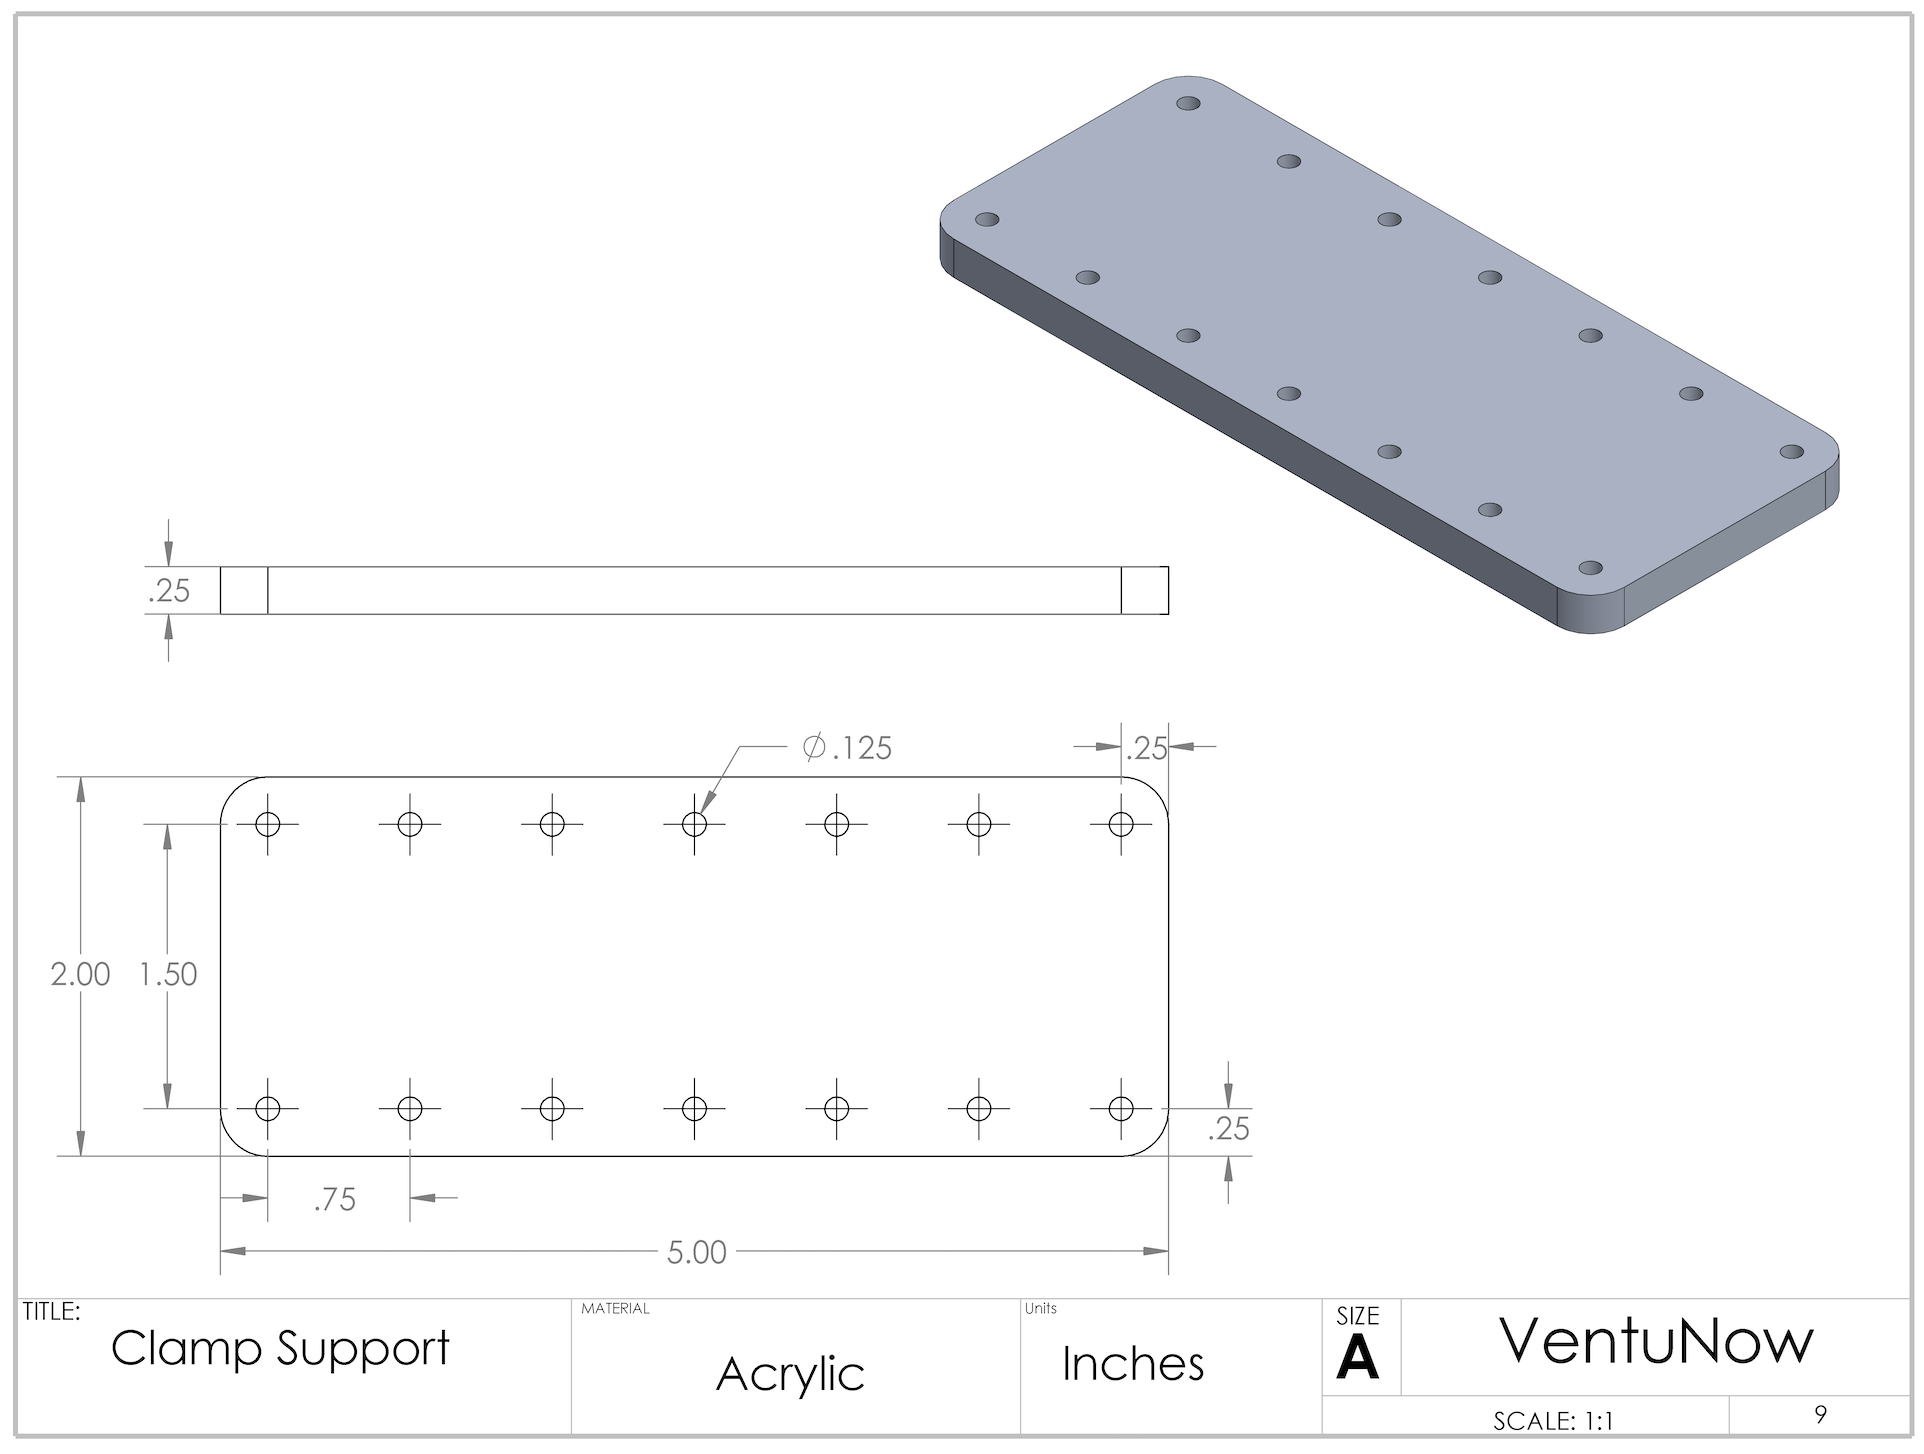 .25
⌀.125
.25
2.00
1.50
.25
.75
5.00
TITLE:
Clamp Support
MATERIAL
Acrylic
Units
Inches
SIZE
A
VentuNow
SCALE: 1:1
9